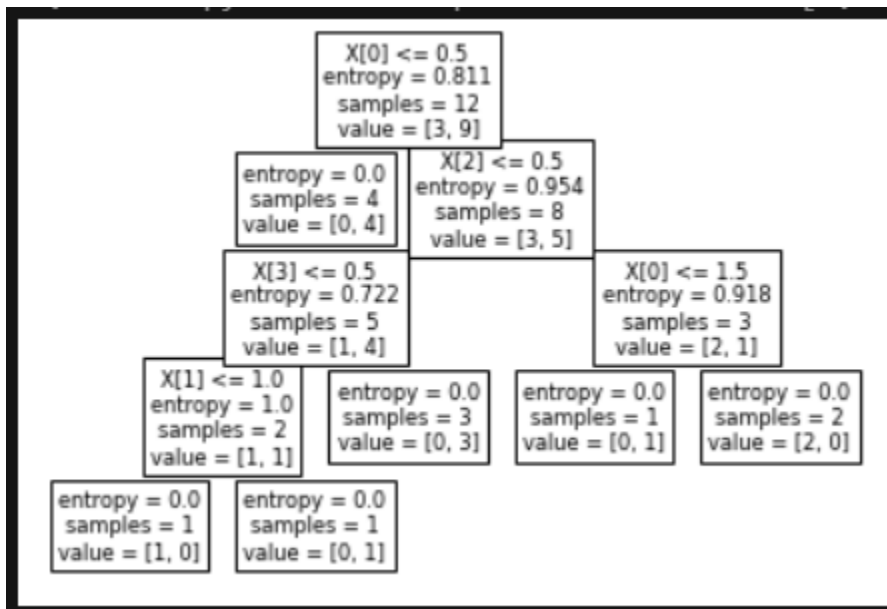 X[0] <= 0.5
entropy = 0.811
samples = 12
value = [3, 9]
entropy = 0.0
samples = 4
value = [0, 4]
X[2] <= 0.5
entropy = 0.954
samples = 8
value = [3, 5]
X[3] <= 0.5
entropy = 0.722
samples = 5
value = [1, 4]
X[0] <= 1.5
entropy = 0.918
samples = 3
value = [2, 1]
X[1] <= 1.0
entropy = 1.0
samples = 2
value = [1, 1]
entropy = 0.0
samples = 3
value = [0, 3]
entropy = 0.0
samples = 1
value = [0, 1]
entropy = 0.0
samples = 2
value = [2, 0]
entropy = 0.0
samples = 1
value = [1, 0]
entropy = 0.0
samples = 1
value = [0, 1]